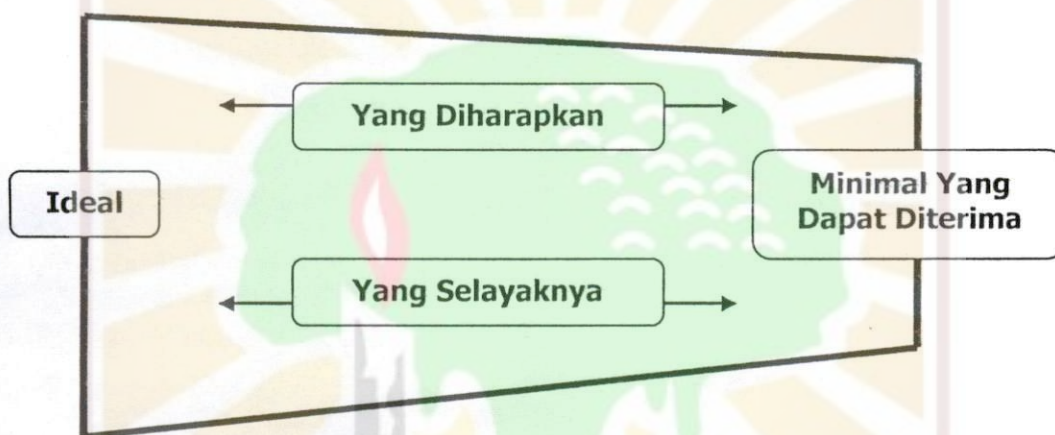 Yang Diharapkan
Ideal
Minimal Yang
Dapat Diterima
Yang Selayaknya